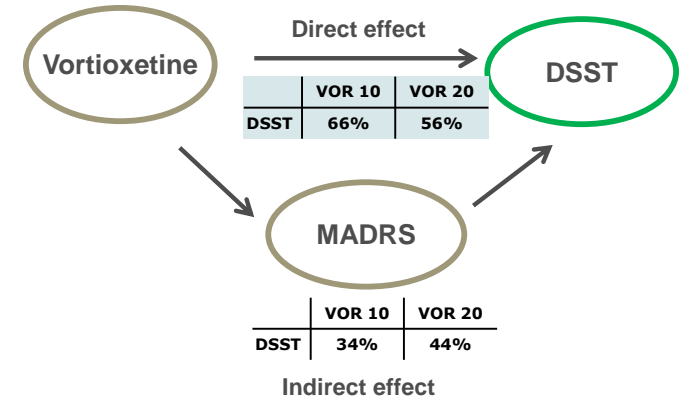 Direct effect
Vortioxetine
DSST
VOR 10 VOR 20
DSST 66% 56%
MADRS
VOR 10 VOR 20
DSST 34% 44%
Indirect effect